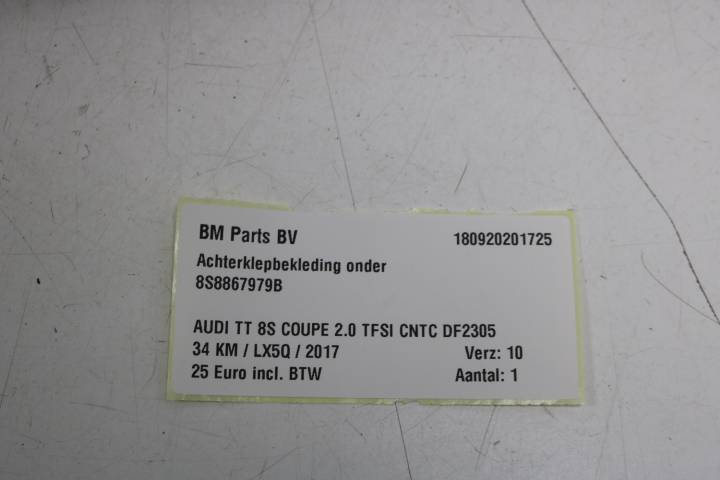 BM Parts BV 180920201725
Achterklepbekleding onder
8S8867979B
AUDI TT 8S COUPE 2.0 TFSI CNTC DF2305
34 KM / LX5Q / 2017 Verz: 10
25 Euro incl. BTW Aantal: 1